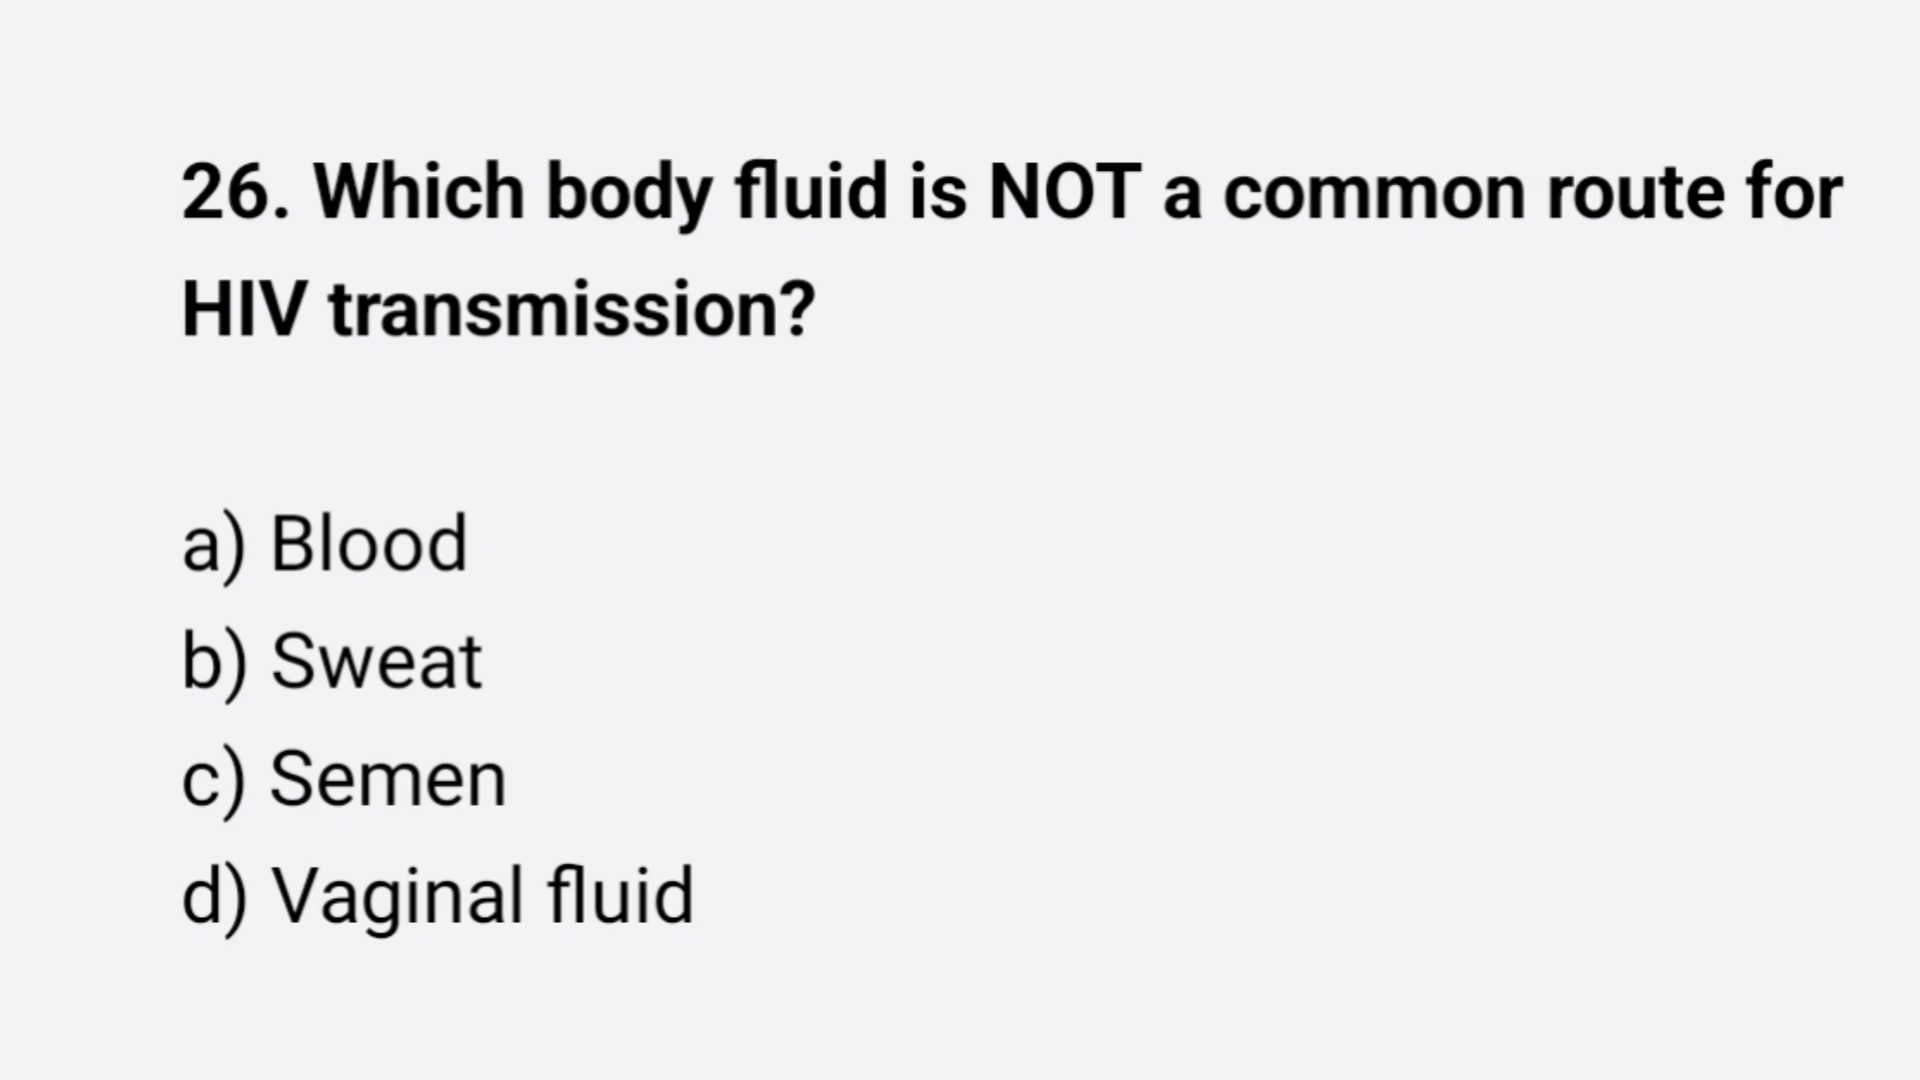 26. Which body fluid is NOT a common route for
HIV transmission?
a) Blood
b) Sweat
c) Semen
d) Vaginal fluid